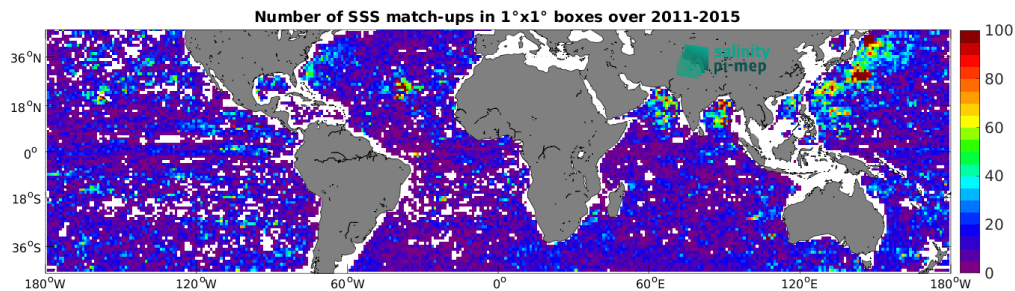 Number of SSS match-ups in 1°x1° boxes over 2011-2015
salinity
pi-mep
36°N
18°N
0°
18°S
36°S
180°W
120°W
60°W
0°
60°E
120°E
180°W
100
80
60
40
20
0